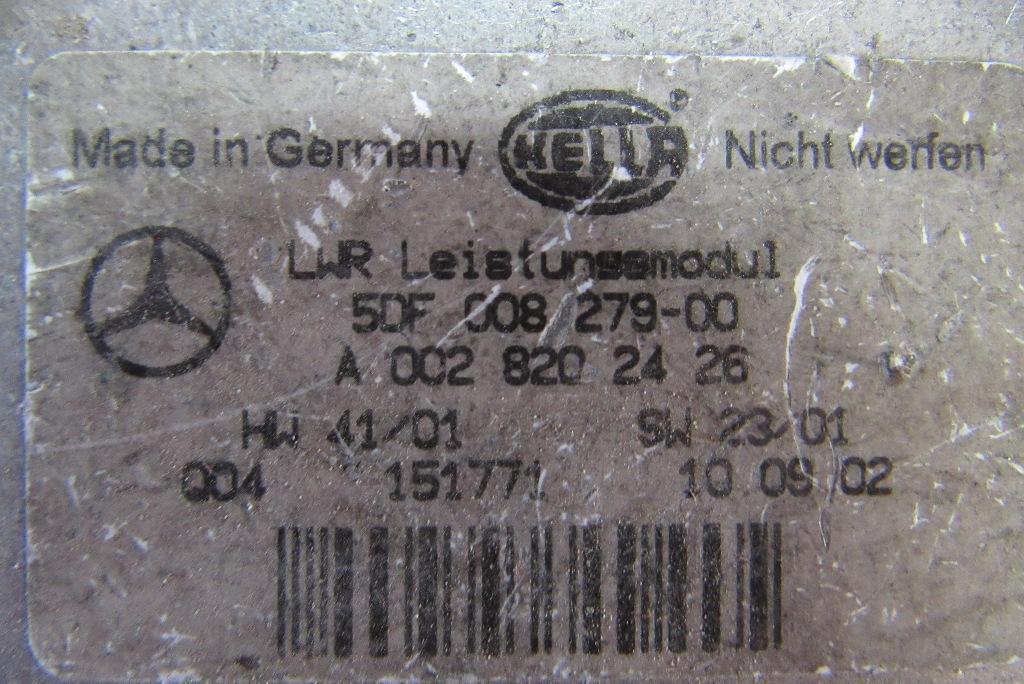 Made in Germany HELLA ® Nicht werfen
LWR Leistungsmodul
5DF 008 279-00
A 002 820 24 26
HW 41/01 SW 23/01
Q04 151771 10.09.02